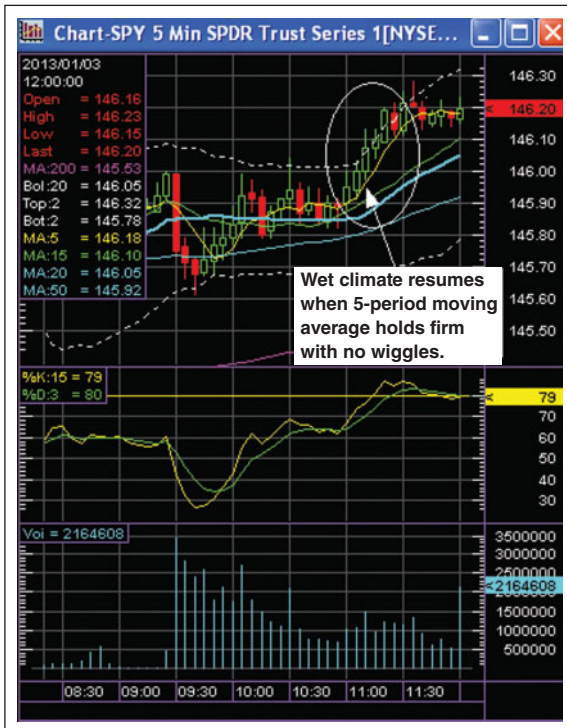 Chart-SPY 5 Min SPDR Trust Series 1[NYSE...
2013/01/03
12:00:00
Open = 146.16
High = 146.23
Low = 146.15
Last = 146.20
MA:200 = 145.53
Bol:20 = 146.05
Top:2 = 146.32
Bot:2 = 145.78
MA:5 = 146.18
MA:15 = 146.10
MA:20 = 146.05
MA:50 = 145.92
146.30
< 146.20
146.10
146.00
145.90
145.80
145.70
145.60
145.50
Wet climate resumes
when 5-period moving
average holds firm
with no wiggles.
%K:15 = 79
%D:3 = 80
< 79
70
60
50
40
30
Vol = 2164608
3500000
3000000
2500000
<2164608
1500000
1000000
500000
08:30 09:00 09:30 10:00 10:30 11:00 11:30